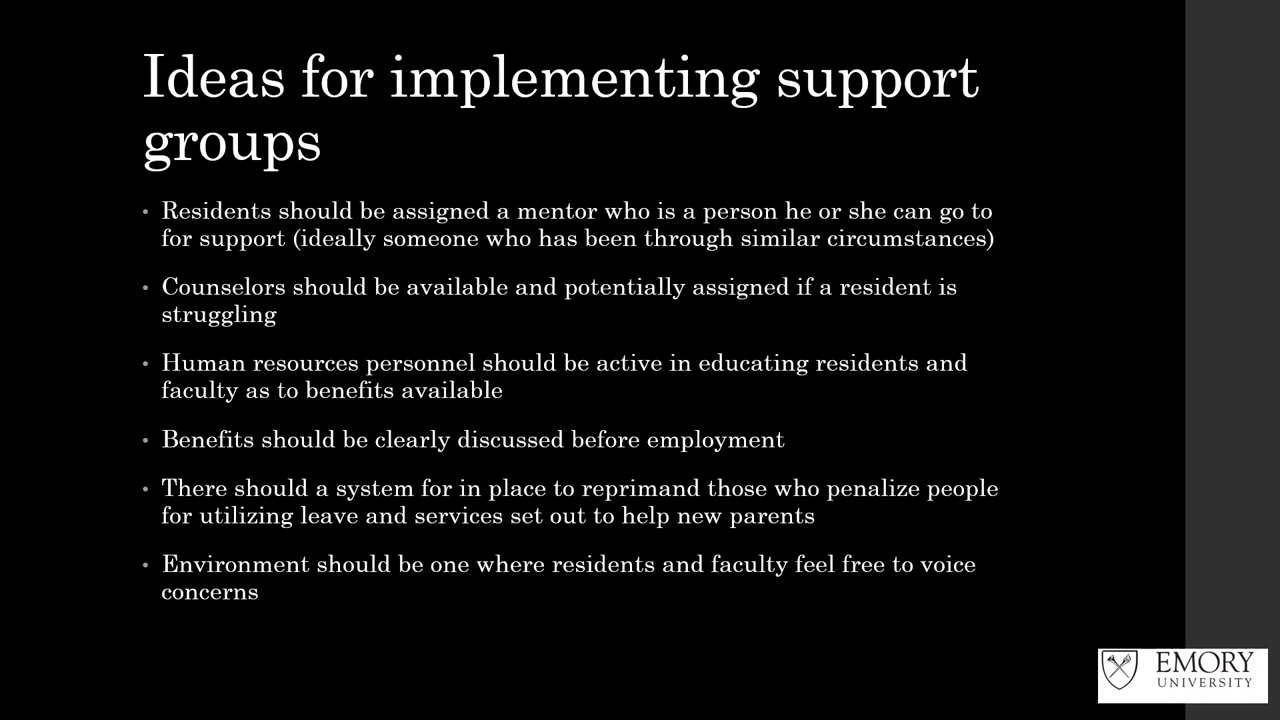 Ideas for implementing support
groups
• Residents should be assigned a mentor who is a person he or she can go to
for support (ideally someone who has been through similar circumstances)
• Counselors should be available and potentially assigned if a resident is
struggling
• Human resources personnel should be active in educating residents and
faculty as to benefits available
• Benefits should be clearly discussed before employment
• There should a system for in place to reprimand those who penalize people
for utilizing leave and services set out to help new parents
• Environment should be one where residents and faculty feel free to voice
concerns
EMORY
UNIVERSITY